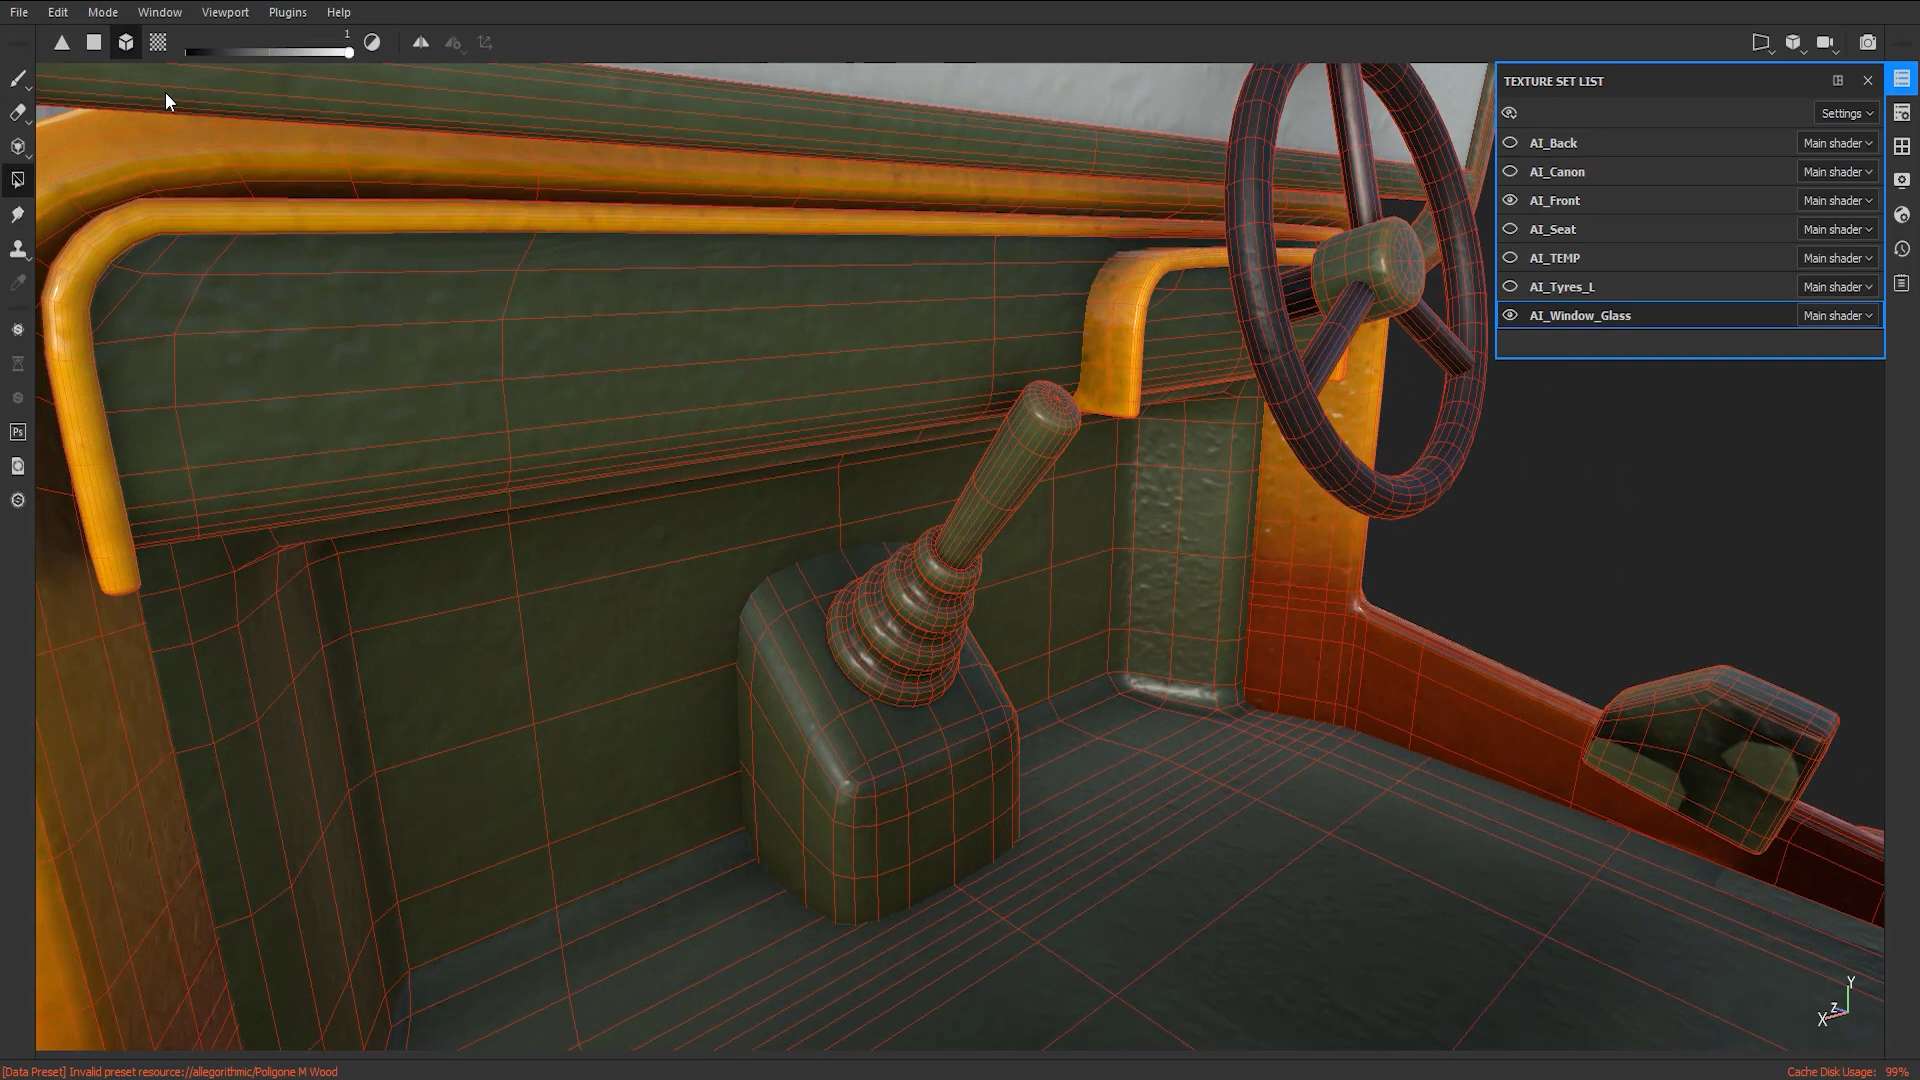 File Edit Mode Window Viewport Plugins Help
1
TEXTURE SET LIST
Settings
AI_Back Main shader
AI_Canon Main shader
AI_Front Main shader
AI_Seat Main shader
AI_TEMP Main shader
AI_Tyres_L Main shader
AI_Window_Glass Main shader
Ps
Y
Z
X
[Data Preset] Invalid preset resource://allegorithmic/Poligone M Wood
Cache Disk Usage: 99%